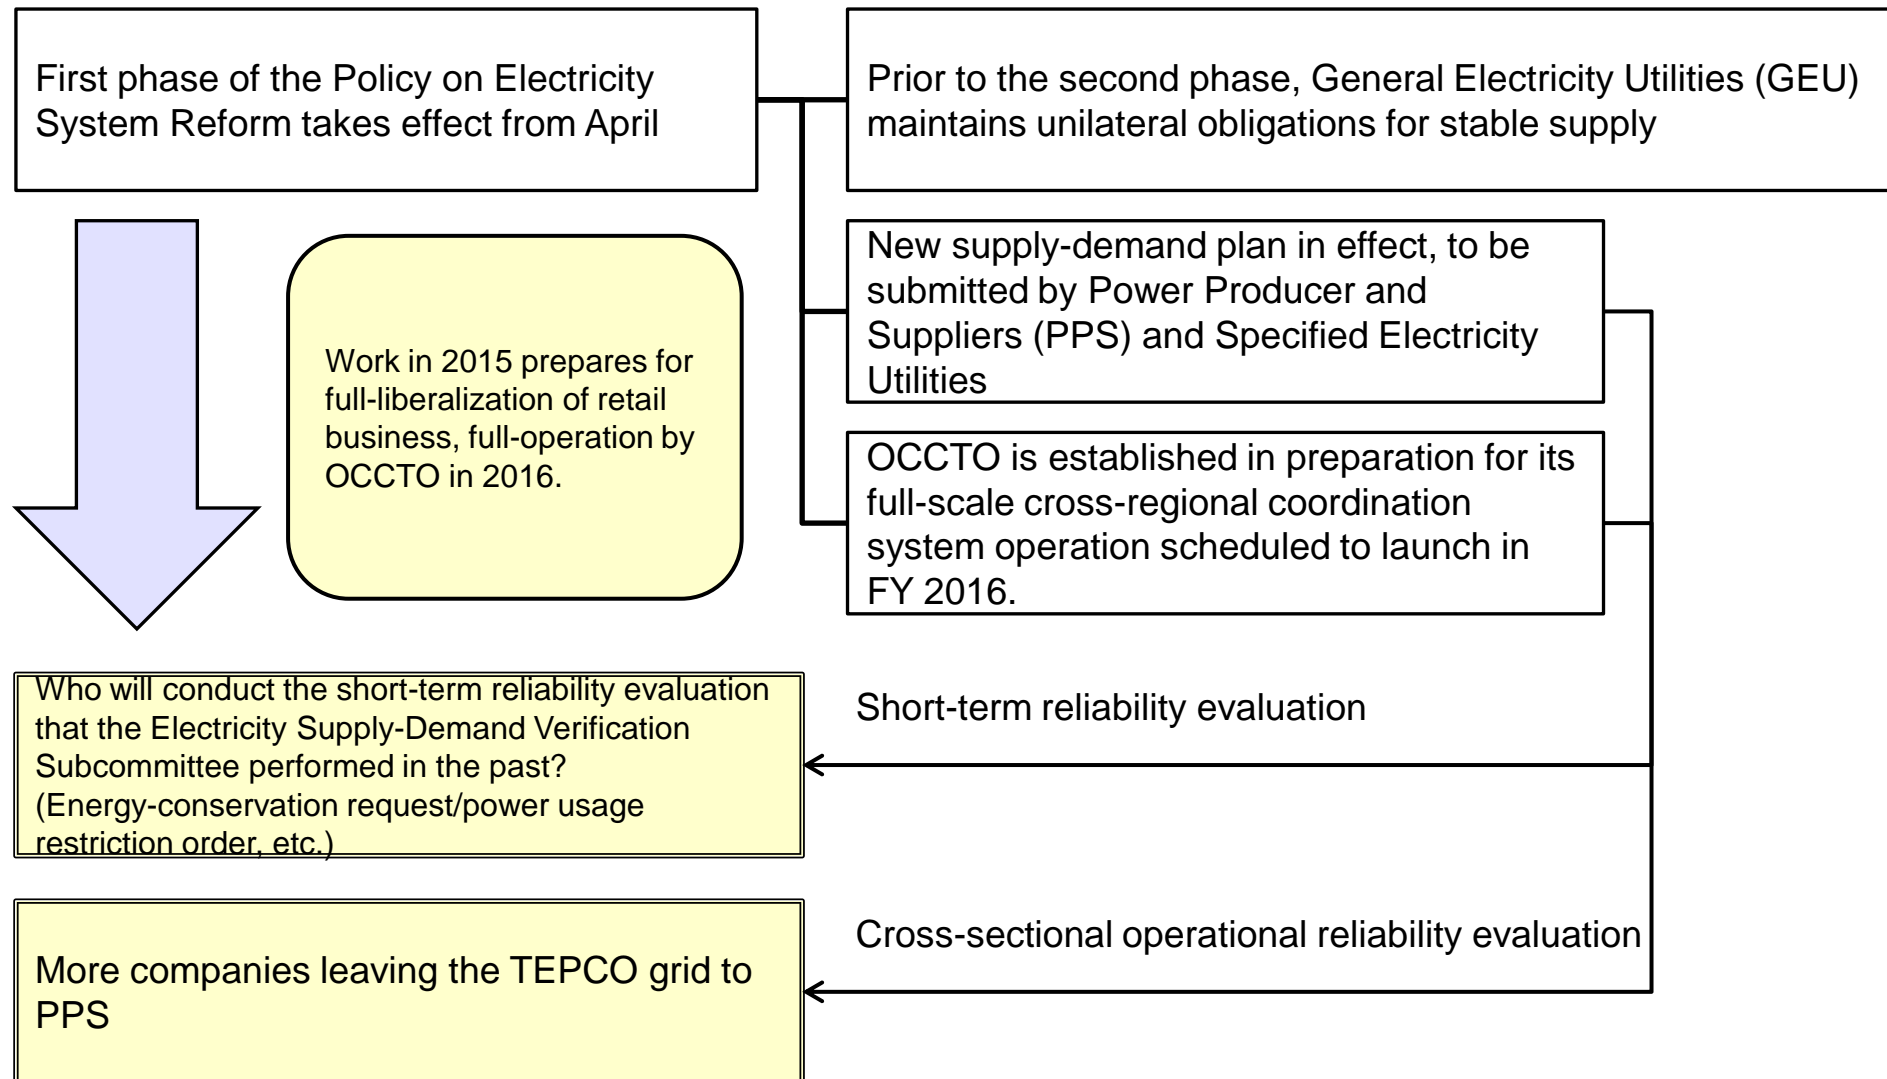 First phase of the Policy on Electricity
System Reform takes effect from April
Prior to the second phase, General Electricity Utilities (GEU)
maintains unilateral obligations for stable supply
New supply-demand plan in effect, to be
submitted by Power Producer and
Suppliers (PPS) and Specified Electricity
Utilities
Work in 2015 prepares for
full-liberalization of retail
business, full-operation by
OCCTO in 2016.
OCCTO is established in preparation for its
full-scale cross-regional coordination
system operation scheduled to launch in
FY 2016.
Who will conduct the short-term reliability evaluation
that the Electricity Supply-Demand Verification
Subcommittee performed in the past?
(Energy-conservation request/power usage
restriction order, etc.)
Short-term reliability evaluation
Cross-sectional operational reliability evaluation
More companies leaving the TEPCO grid to
PPS